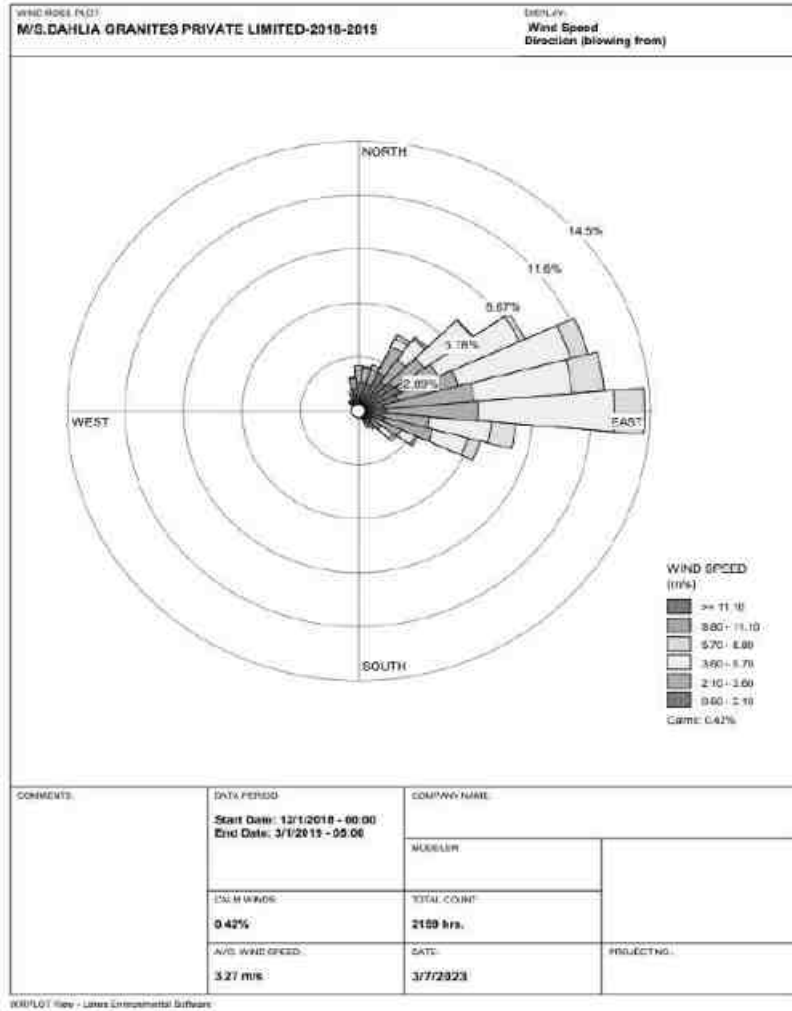 WIND ROSE PLOT:
M/S.DAHLIA GRANITES PRIVATE LIMITED-2018-2019
DISPLAY:
Wind Speed
Direction (blowing from)
NORTH
14.5%
11.6%
2.89%
WEST
EAST
SOUTH
WIND SPEED
(m/s)
>= 11.10
8.80 - 11.10
5.70 - 8.80
3.60 - 5.70
2.10 - 3.60
0.50 - 2.10
Calms: 0.42%
COMMENTS:
DATA PERIOD:
Start Date: 12/1/2018 - 00:00
End Date: 3/1/2019 - 05:00
COMPANY NAME:
MODELER:
CALM WINDS:
0.42%
TOTAL COUNT:
2159 hrs.
AVG. WIND SPEED:
3.27 m/s
DATE:
3/7/2023
PROJECT NO.:
WRPLOT View - Lakes Environmental Software